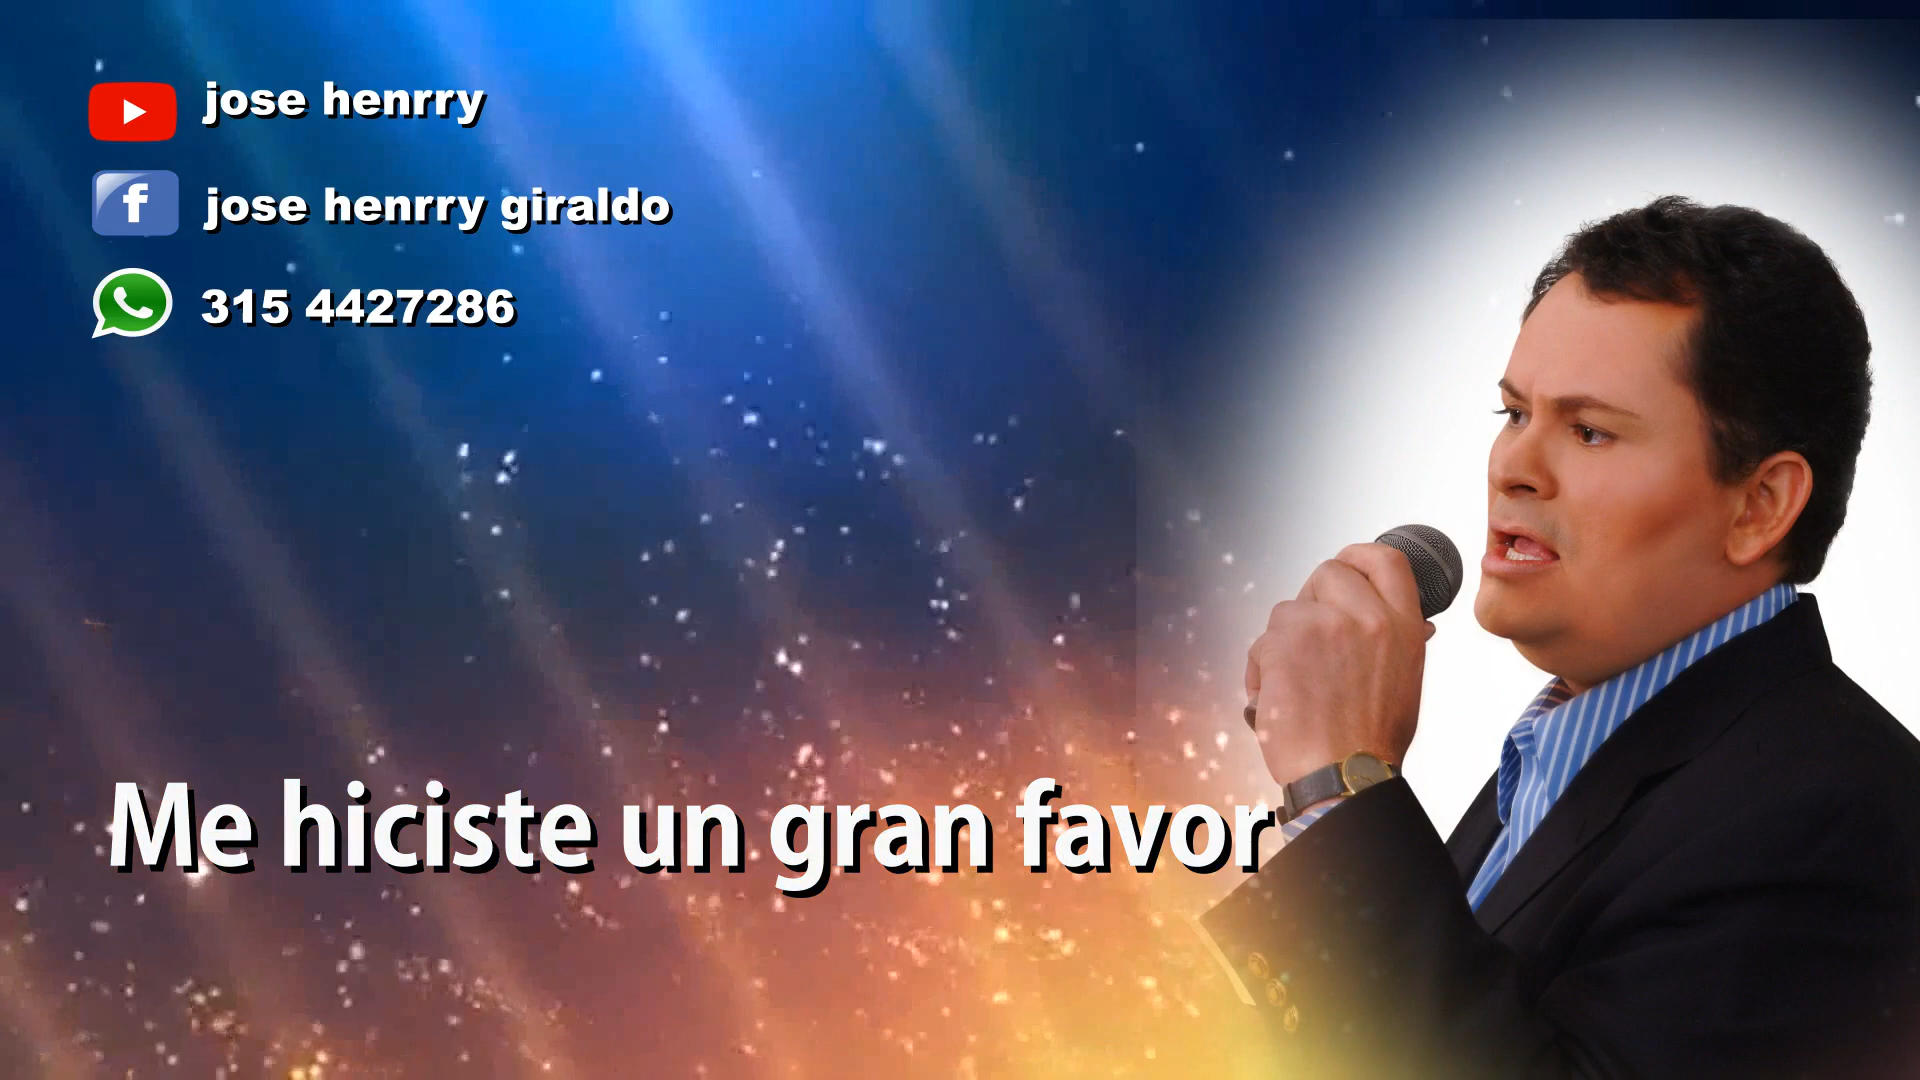 jose henrry
jose henrry giraldo
315 4427286
Me hiciste un gran favor